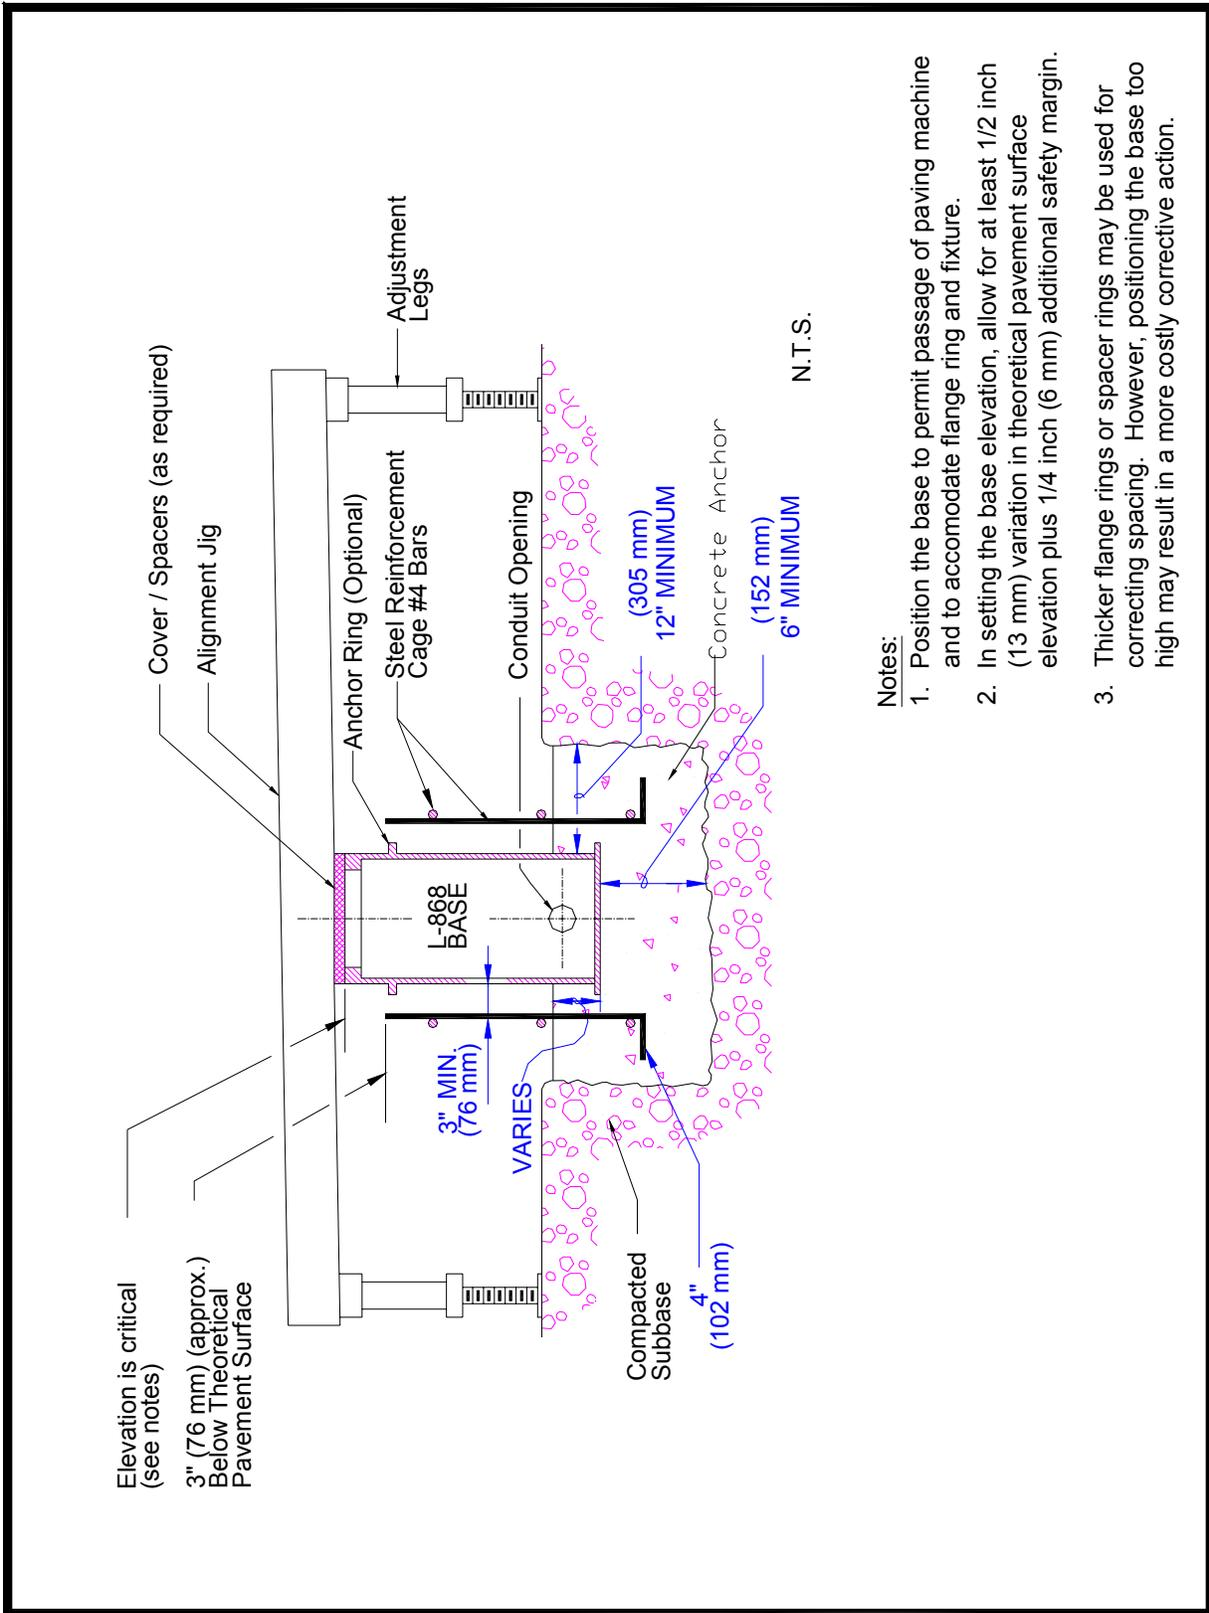 Elevation is critical
(see notes)
3" (76 mm) (approx.)
Below Theoretical
Pavement Surface
Cover / Spacers (as required)
Alignment Jig
Adjustment
Legs
Anchor Ring (Optional)
Steel Reinforcement
Cage #4 Bars
Conduit Opening
L-868
BASE
3" MIN.
(76 mm)
VARIES
(305 mm)
12" MINIMUM
Concrete Anchor
(152 mm)
6" MINIMUM
Compacted
Subbase
4"
(102 mm)
N.T.S.
Notes:
1. Position the base to permit passage of paving machine
and to accomodate flange ring and fixture.
2. In setting the base elevation, allow for at least 1/2 inch
(13 mm) variation in theoretical pavement surface
elevation plus 1/4 inch (6 mm) additional safety margin.
3. Thicker flange rings or spacer rings may be used for
correcting spacing. However, positioning the base too
high may result in a more costly corrective action.